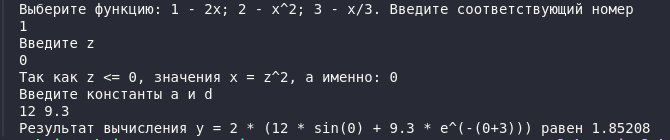 Выберите функцию: 1 - 2x; 2 - x^2; 3 - x/3. Введите соответствующий номер
1
Введите z
0
Так как z <= 0, значения x = z^2, а именно: 0
Введите константы a и d
12 9.3
Результат вычисления y = 2 * (12 * sin(0) + 9.3 * e^(-(0+3))) равен 1.85208